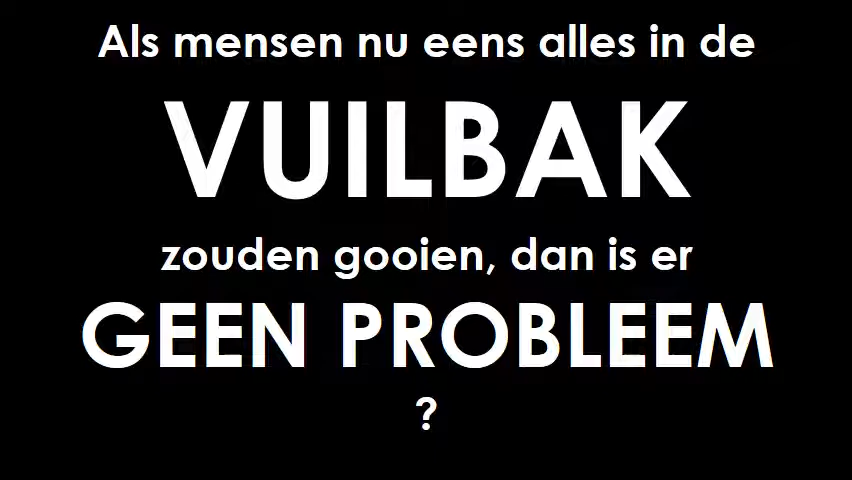 Als mensen nu eens alles in de
VUILBAK
zouden gooien, dan is er
GEEN PROBLEEM
?